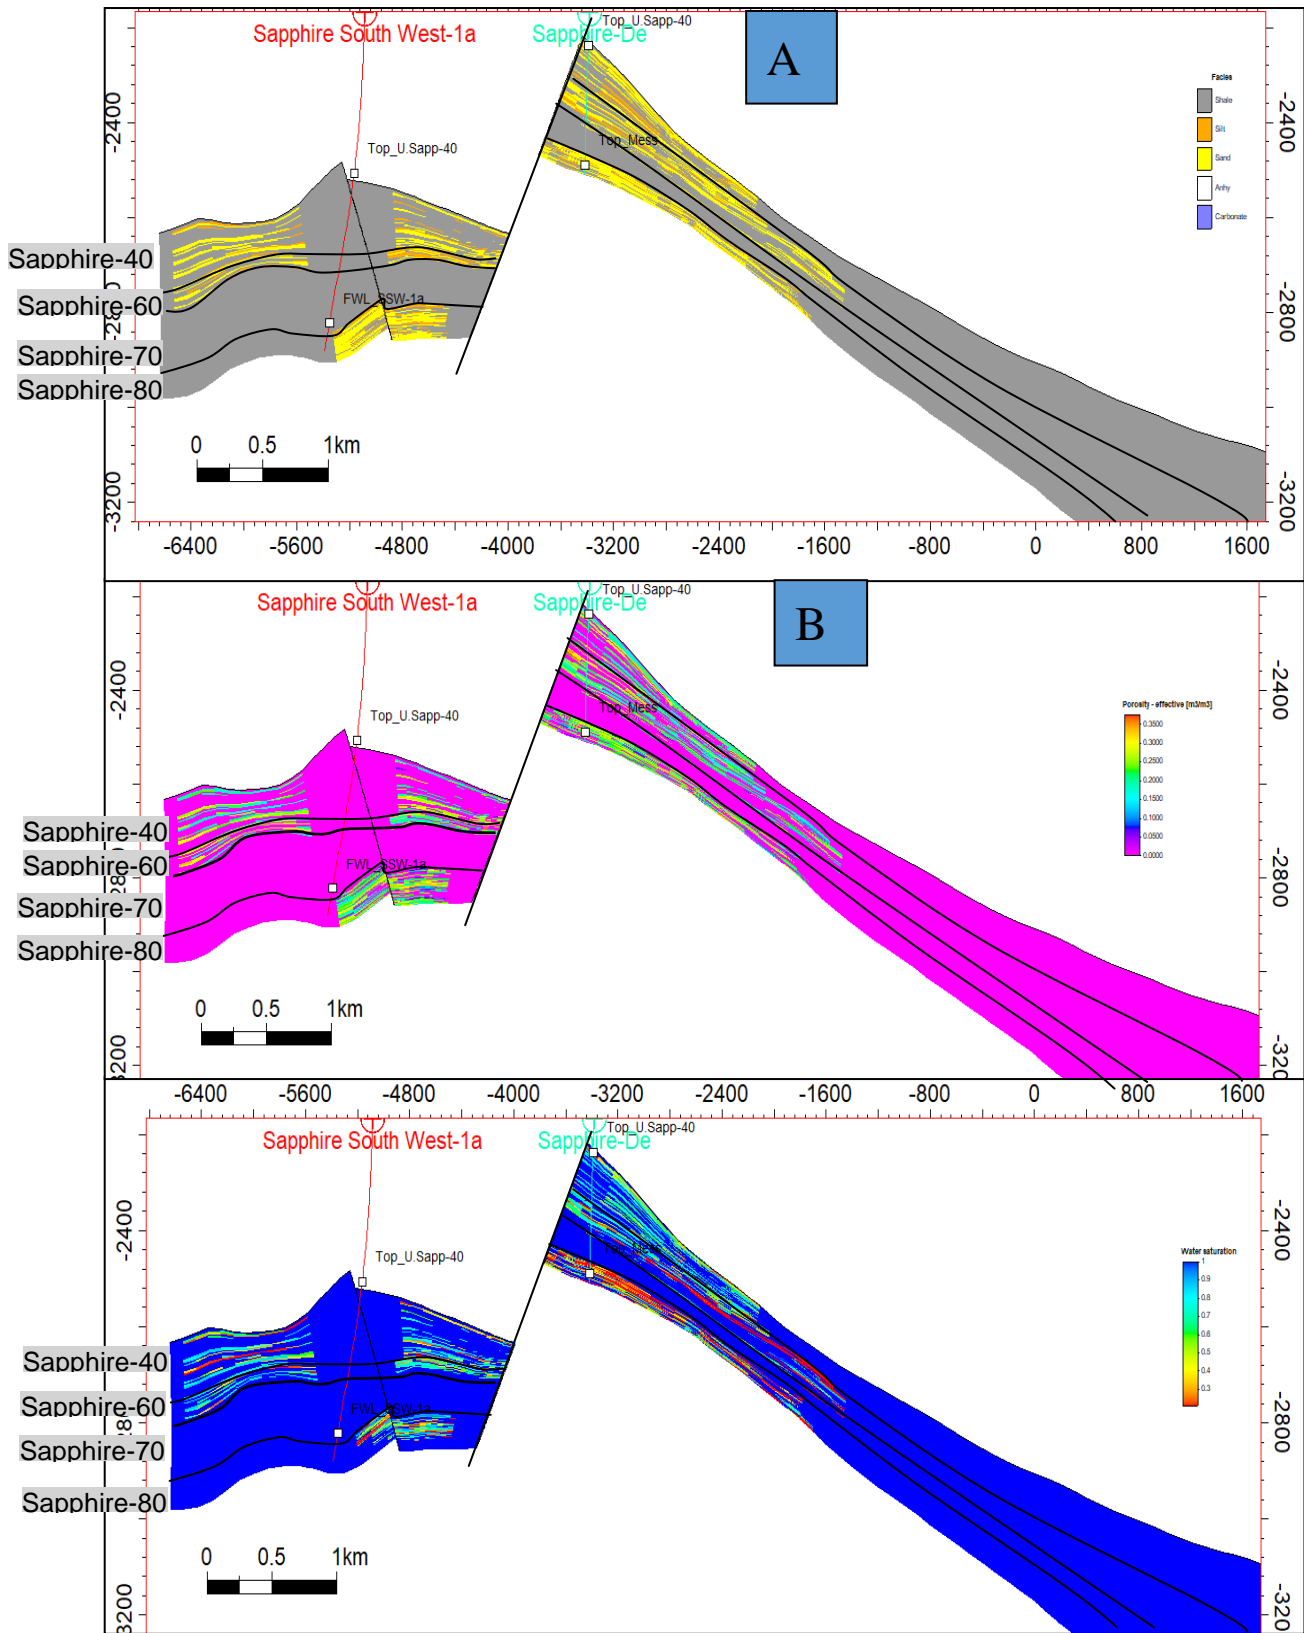 Sapphire South West-1a
Sapphire-De
Top_U.Sapp-40
A
Facies
Shale
Silt
Sand
Anhy
Carbonate
-2400
-2400
Top_U.Sapp-40
Top_Mess
Sapphire-40
Sapphire-60
FWL_SSW-1a
-2800
Sapphire-70
Sapphire-80
0 0.5 1km
-3200
-3200
-6400 -5600 -4800 -4000 -3200 -2400 -1600 -800 0 800 1600
Sapphire South West-1a
Sapphire-De
Top_U.Sapp-40
B
-2400
-2400
Top_U.Sapp-40
Top_Mess
Porosity - effective [m3/m3]
0.3500
0.3000
0.2500
0.2000
0.1500
0.1000
0.0500
0.0000
Sapphire-40
Sapphire-60
FWL_SSW-1a
-2800
Sapphire-70
Sapphire-80
0 0.5 1km
3200
-320
-6400 -5600 -4800 -4000 -3200 -2400 -1600 -800 0 800 1600
Sapphire South West-1a
Sapphire-De
Top_U.Sapp-40
-2400
-2400
Top_U.Sapp-40
Top_Mess
Water saturation
1
0.9
0.8
0.7
0.6
0.5
0.4
0.3
Sapphire-40
Sapphire-60
FWL_SSW-1a
-2800
Sapphire-70
Sapphire-80
0 0.5 1km
3200
-320